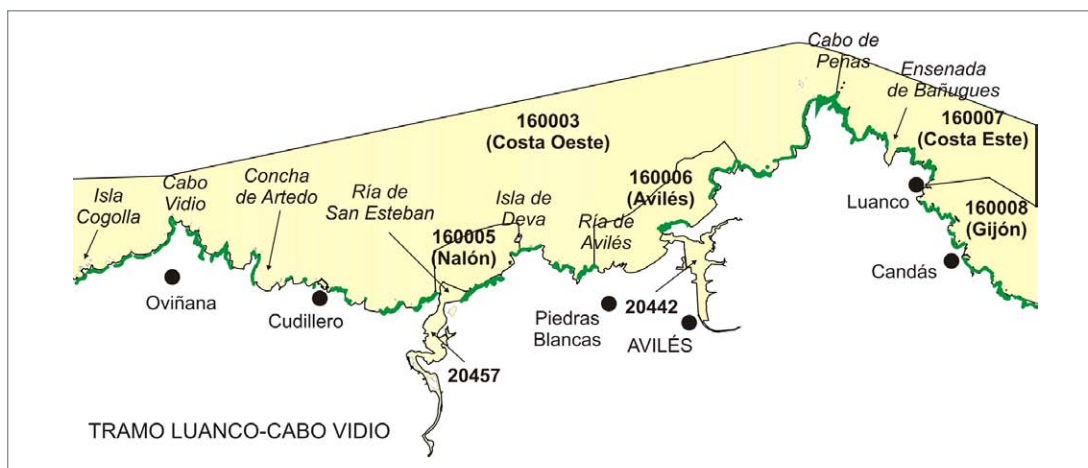 Cabo de
Peñas
Ensenada
de Bañugues
160003
(Costa Oeste)
160007
(Costa Este)
Isla
Cogolla
Cabo
Vidio
Concha
de Artedo
Ría de
San Esteban
Isla de
Deva
Ría de
Avilés
160006
(Avilés)
Luanco
160005
(Nalón)
160008
(Gijón)
Oviñana
Cudillero
Candás
Piedras
Blancas
20442
AVILÉS
20457
TRAMO LUANCO-CABO VIDIO